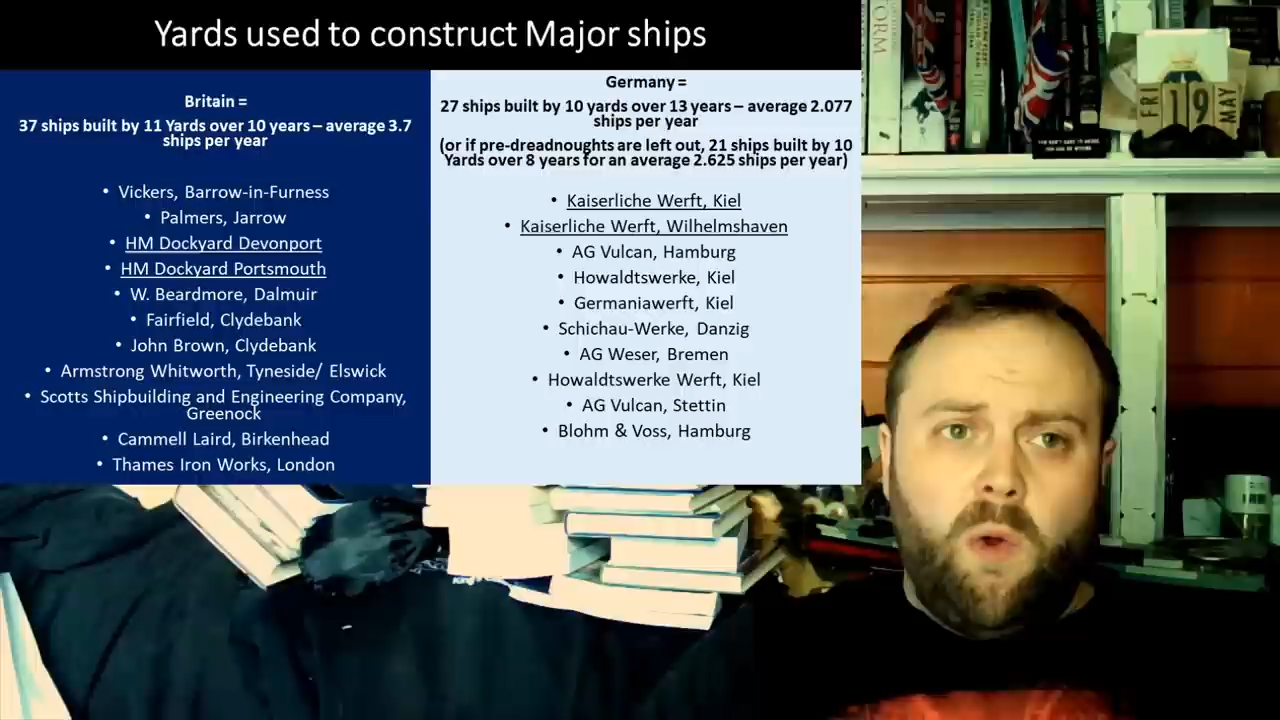 Yards used to construct Major ships
Britain =
37 ships built by 11 Yards over 10 years – average 3.7
ships per year
• Vickers, Barrow-in-Furness
• Palmers, Jarrow
• HM Dockyard Devonport
• HM Dockyard Portsmouth
• W. Beardmore, Dalmuir
• Fairfield, Clydebank
• John Brown, Clydebank
• Armstrong Whitworth, Tyneside/ Elswick
• Scotts Shipbuilding and Engineering Company,
Greenock
• Cammell Laird, Birkenhead
• Thames Iron Works, London
Germany =
27 ships built by 10 yards over 13 years – average 2.077
ships per year
(or if pre-dreadnoughts are left out, 21 ships built by 10
Yards over 8 years for an average 2.625 ships per year)
• Kaiserliche Werft, Kiel
• Kaiserliche Werft, Wilhelmshaven
• AG Vulcan, Hamburg
• Howaldtswerke, Kiel
• Germaniawerft, Kiel
• Schichau-Werke, Danzig
• AG Weser, Bremen
• Howaldtswerke Werft, Kiel
• AG Vulcan, Stettin
• Blohm & Voss, Hamburg
FRI
19
MAY